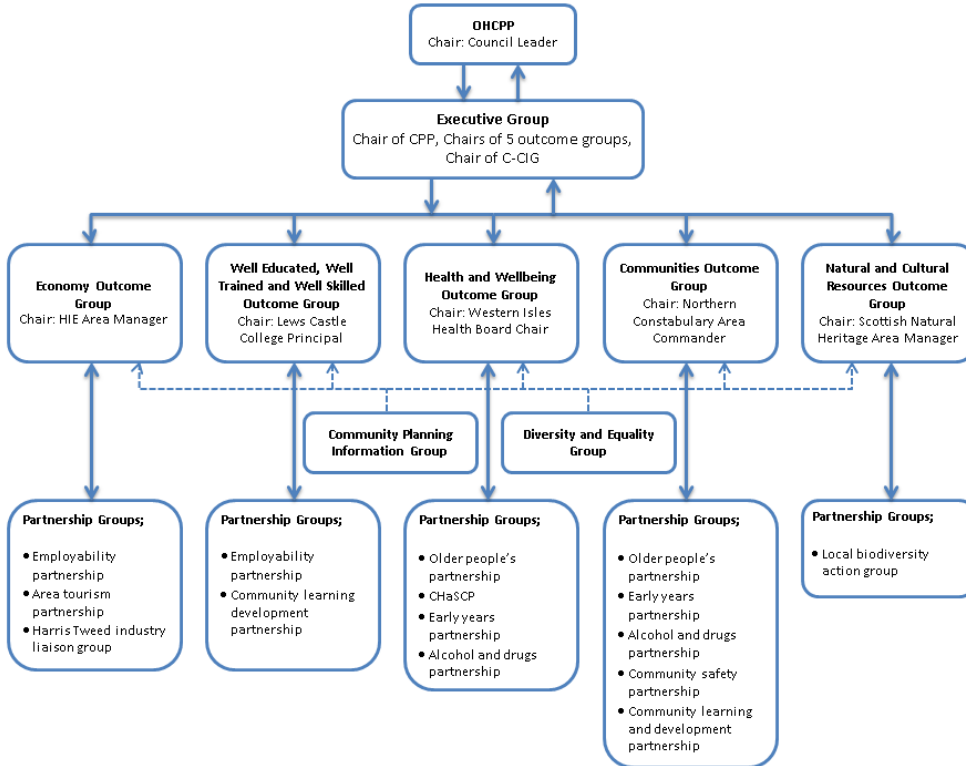 OHCPP
Chair: Council Leader
Executive Group
Chair of CPP, Chairs of 5 outcome groups,
Chair of C-CIG
Economy Outcome
Group
Chair: HIE Area Manager
Well Educated, Well
Trained and Well Skilled
Outcome Group
Chair: Lews Castle
College Principal
Health and Wellbeing
Outcome Group
Chair: Western Isles
Health Board Chair
Communities Outcome
Group
Chair: Northern
Constabulary Area
Commander
Natural and Cultural
Resources Outcome
Group
Chair: Scottish Natural
Heritage Area Manager
Community Planning
Information Group
Diversity and Equality
Group
Partnership Groups;
• Employability
partnership
• Area tourism
partnership
• Harris Tweed industry
liaison group
Partnership Groups;
• Employability
partnership
• Community learning
development
partnership
Partnership Groups;
• Older people’s
partnership
• CHaSCP
• Early years
partnership
• Alcohol and drugs
partnership
Partnership Groups;
• Older people’s
partnership
• Early years
partnership
• Alcohol and drugs
partnership
• Community safety
partnership
• Community learning
and development
partnership
Partnership Groups;
• Local biodiversity
action group